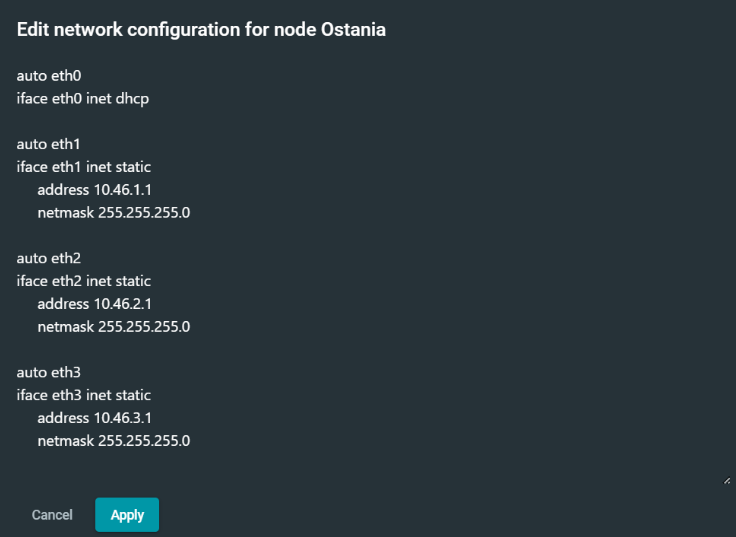 Edit network configuration for node Ostania
auto eth0
iface eth0 inet dhcp
auto eth1
iface eth1 inet static
address 10.46.1.1
netmask 255.255.255.0
auto eth2
iface eth2 inet static
address 10.46.2.1
netmask 255.255.255.0
auto eth3
iface eth3 inet static
address 10.46.3.1
netmask 255.255.255.0
Cancel Apply